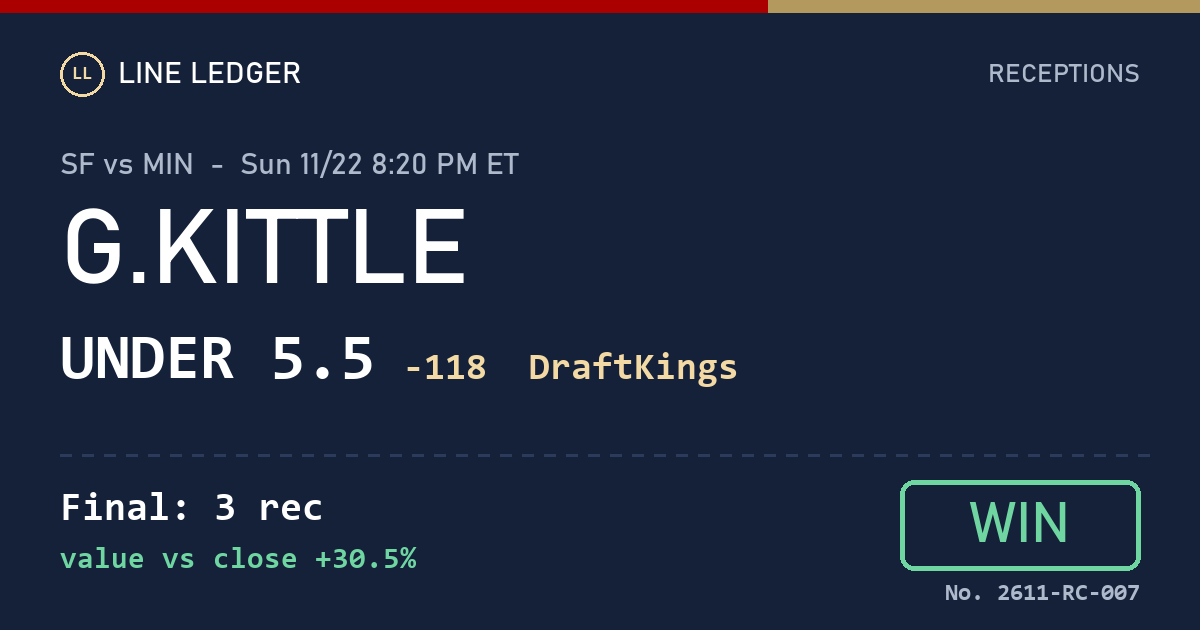 LL LINE LEDGER RECEPTIONS
SF vs MIN - Sun 11/22 8:20 PM ET
G.KITTLE
UNDER 5.5 -118 DraftKings
Final: 3 rec
WIN
value vs close +30.5%
No. 2611-RC-007